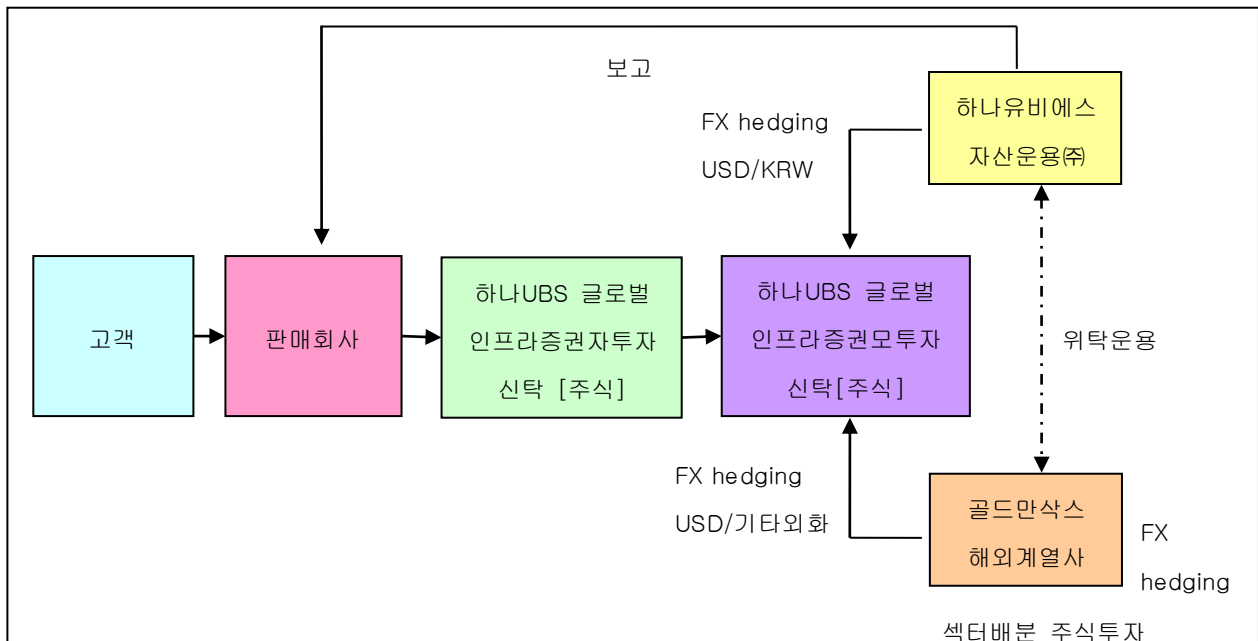 보고
하나유비에스
자산운용㈜
FX hedging
USD/KRW
고객
판매회사
하나UBS 글로벌
인프라증권자투자
신탁 [주식]
하나UBS 글로벌
인프라증권모투자
신탁[주식]
위탁운용
FX hedging
USD/기타외화
골드만삭스
해외계열사
FX
hedging
섹터배분 주식투자